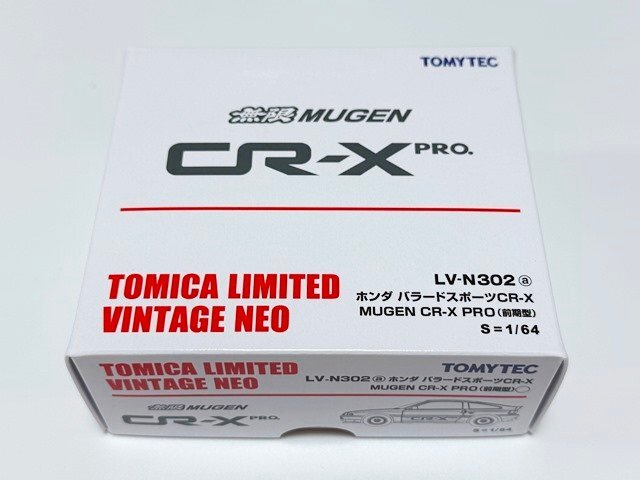 TOMYTEC
無限 MUGEN
CR-X PRO.
TOMICA LIMITED
VINTAGE NEO
LV-N302 ⓐ
ホンダ バラードスポーツCR-X
MUGEN CR-X PRO (前期型)
S=1/64
TOMICA LIMITED
VINTAGE NEO
TOMYTEC
LV-N302 ⓐ ホンダ バラードスポーツCR-X
MUGEN CR-X PRO (前期型)
無限 MUGEN
CR-X PRO.
CR-X
S=1/64